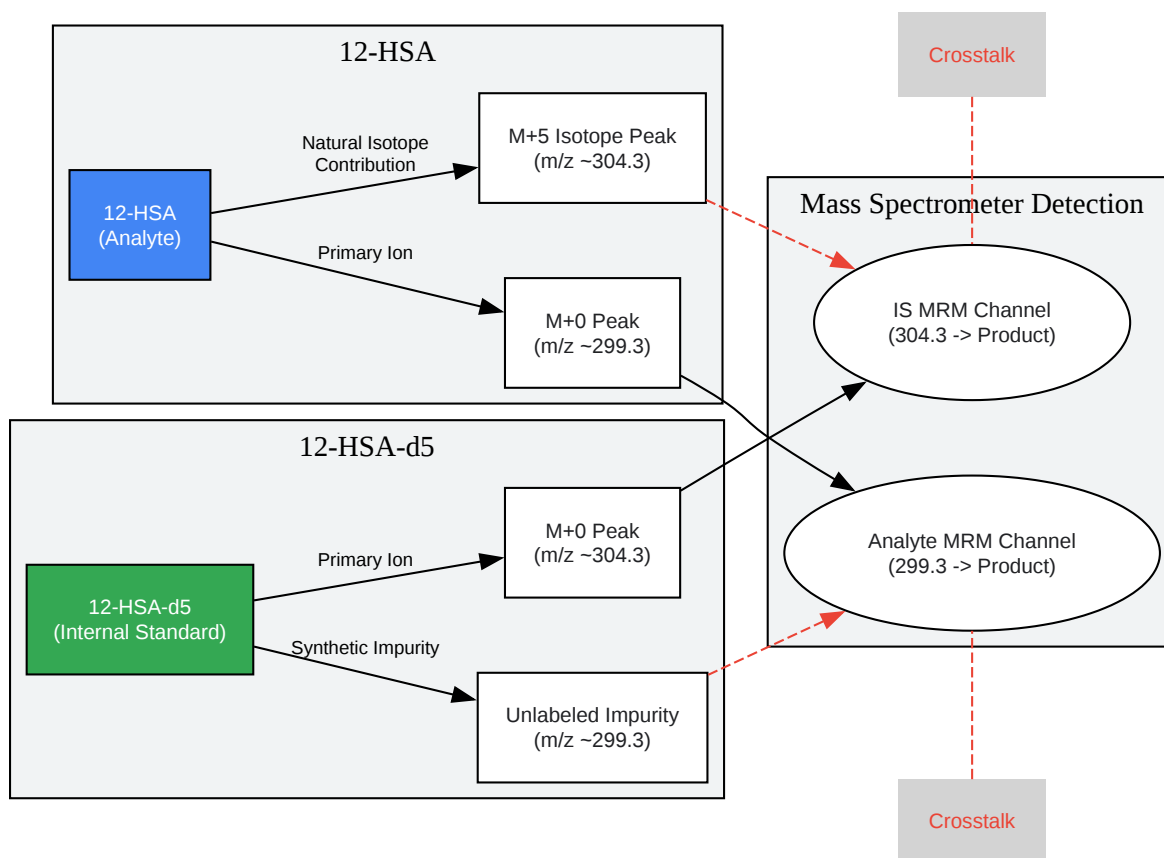 12-HSA
Crosstalk
Natural Isotope
Contribution
M+5 Isotope Peak
(m/z ~304.3)
12-HSA
(Analyte)
Primary Ion
M+0 Peak
(m/z ~299.3)
Mass Spectrometer Detection
IS MRM Channel
(304.3 -> Product)
12-HSA-d5
Primary Ion
M+0 Peak
(m/z ~304.3)
12-HSA-d5
(Internal Standard)
Synthetic Impurity
Unlabeled Impurity
(m/z ~299.3)
Analyte MRM Channel
(299.3 -> Product)
Crosstalk